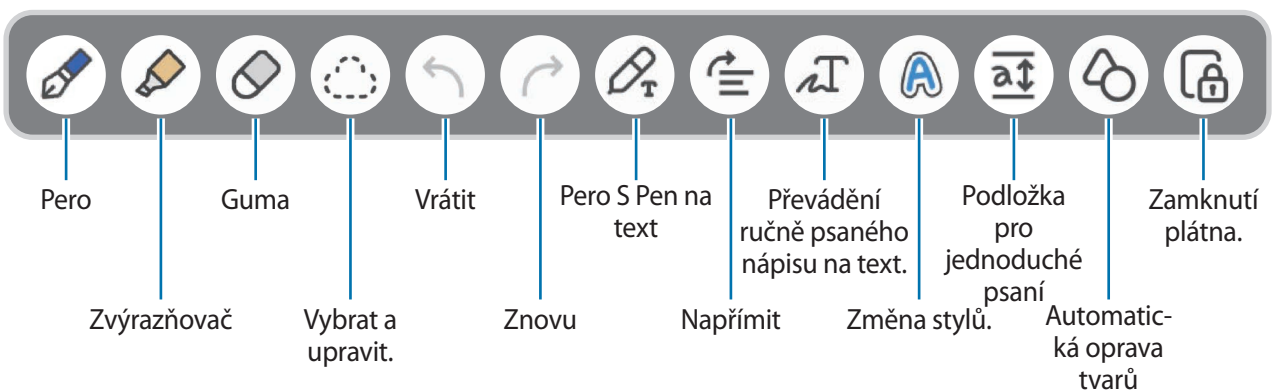 Pero
Guma
Vrátit
Pero S Pen na
text
Převádění
ručně psaného
nápisu na text.
Podložka
pro
jednoduché
psaní
Zamknutí
plátna.
Zvýrazňovač
Vybrat a
upravit.
Znovu
Napřímit
Změna stylů.
Automatic-
ká oprava
tvarů